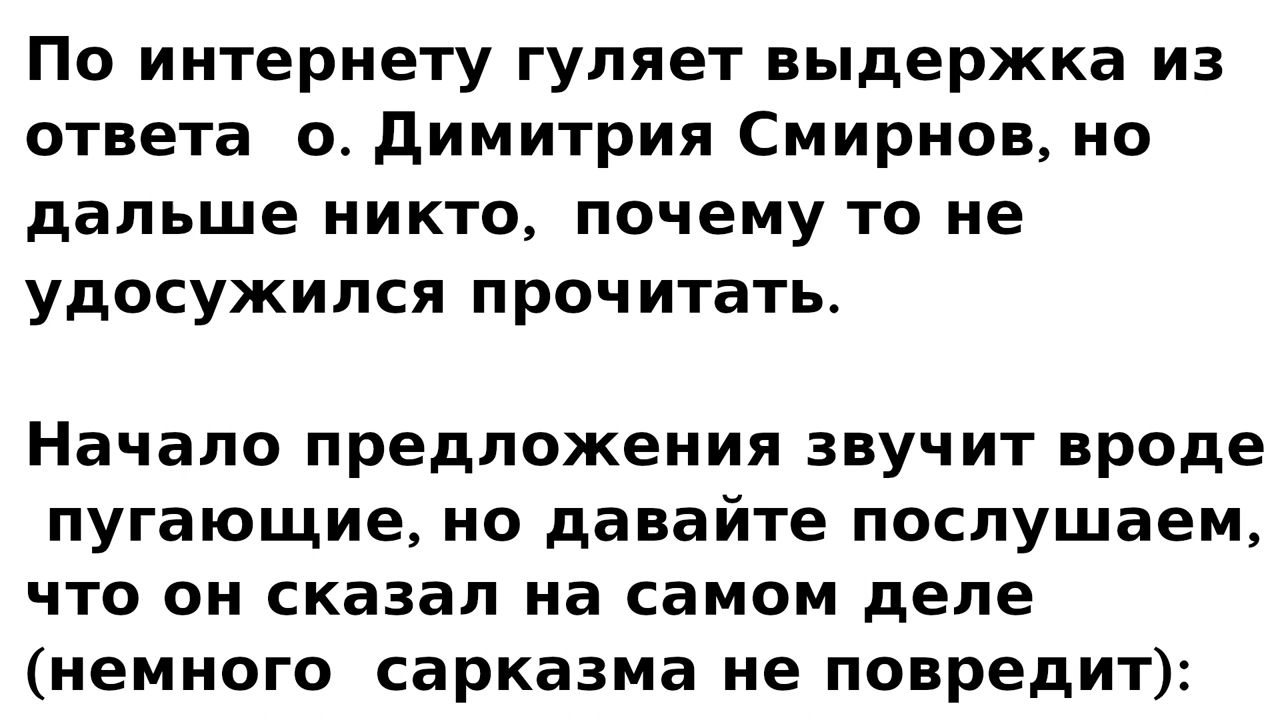 По интернету гуляет выдержка из
ответа о. Димитрия Смирнов, но
дальше никто, почему то не
удосужился прочитать.
Начало предложения звучит вроде
пугающие, но давайте послушаем,
что он сказал на самом деле
(немного сарказма не повредит):